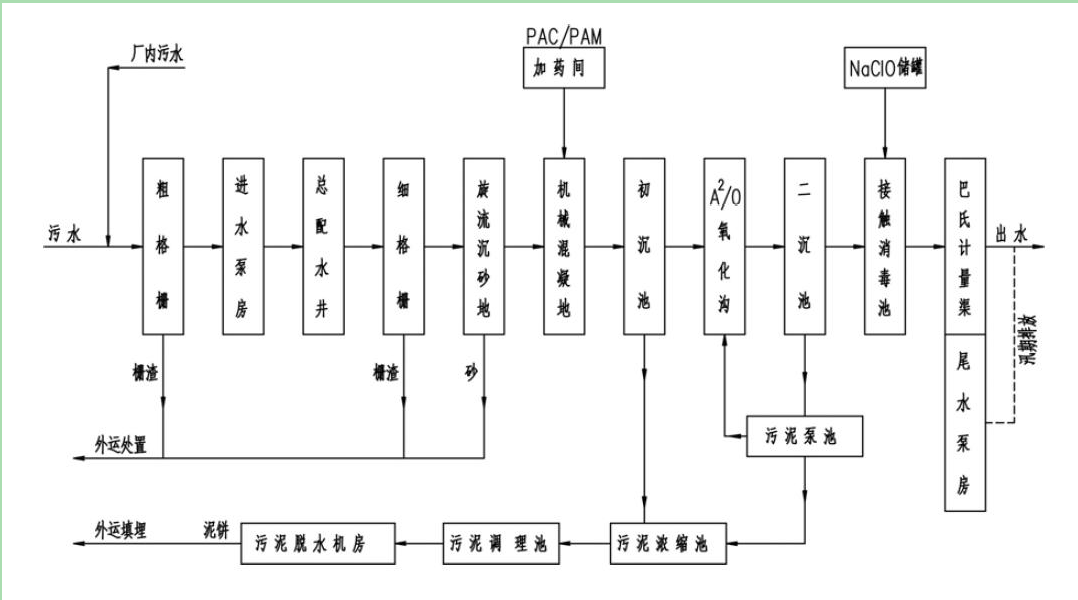 厂内污水
PAC/PAM
加药间
NaClO储罐
污水
粗格栅
进水泵房
总配水井
细格栅
旋流沉砂地
机械混凝地
初沉池
A²/O氧化沟
二沉池
接触消毒池
巴氏计量渠
出水
汛期排放
尾水泵房
栅渣
栅渣
砂
外运处置
污泥泵池
外运填埋
泥饼
污泥脱水机房
污泥调理池
污泥浓缩池